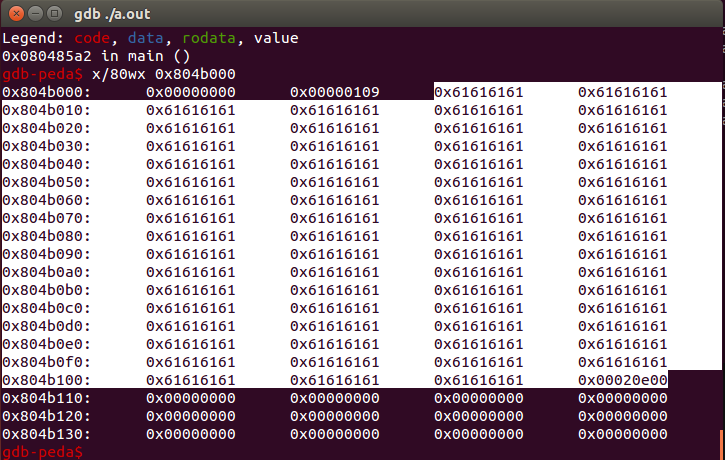 gdb ./a.out
Legend: code, data, rodata, value
0x080485a2 in main ()
gdb-peda$ x/80wx 0x804b000
0x804b000: 0x00000000 0x00000109 0x61616161 0x61616161
0x804b010: 0x61616161 0x61616161 0x61616161 0x61616161
0x804b020: 0x61616161 0x61616161 0x61616161 0x61616161
0x804b030: 0x61616161 0x61616161 0x61616161 0x61616161
0x804b040: 0x61616161 0x61616161 0x61616161 0x61616161
0x804b050: 0x61616161 0x61616161 0x61616161 0x61616161
0x804b060: 0x61616161 0x61616161 0x61616161 0x61616161
0x804b070: 0x61616161 0x61616161 0x61616161 0x61616161
0x804b080: 0x61616161 0x61616161 0x61616161 0x61616161
0x804b090: 0x61616161 0x61616161 0x61616161 0x61616161
0x804b0a0: 0x61616161 0x61616161 0x61616161 0x61616161
0x804b0b0: 0x61616161 0x61616161 0x61616161 0x61616161
0x804b0c0: 0x61616161 0x61616161 0x61616161 0x61616161
0x804b0d0: 0x61616161 0x61616161 0x61616161 0x61616161
0x804b0e0: 0x61616161 0x61616161 0x61616161 0x61616161
0x804b0f0: 0x61616161 0x61616161 0x61616161 0x61616161
0x804b100: 0x61616161 0x61616161 0x61616161 0x00020e00
0x804b110: 0x00000000 0x00000000 0x00000000 0x00000000
0x804b120: 0x00000000 0x00000000 0x00000000 0x00000000
0x804b130: 0x00000000 0x00000000 0x00000000 0x00000000
gdb-peda$